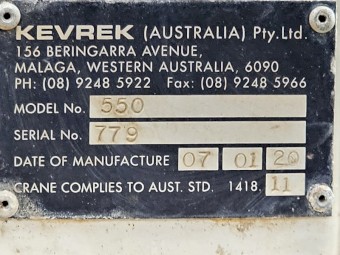 KEVREK (AUSTRALIA) Pty. Ltd.
156 BERINGARRA AVENUE,
MALAGA, WESTERN AUSTRALIA, 6090
PH: (08) 9248 5922 Fax: (08) 9248 5966
MODEL No. 550
SERIAL No. 779
DATE OF MANUFACTURE 07 01 20
CRANE COMPLIES TO AUST. STD. 1418. 11